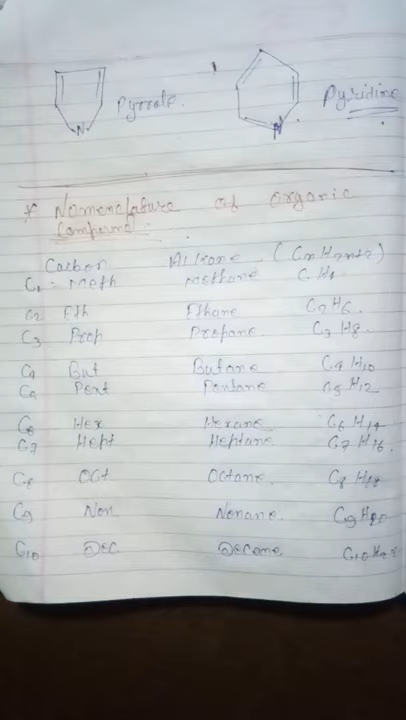 Pyrrole. Pyridine
N N
* Nomenclature of organic
Compound
Carbon Alkane (CnH2n+2)
C1 : Meth Methane CH4
C2 Eth Ethane C2H6.
C3 Prop Propane C3H8.
C4 But Butane C4H10
C5 Pent Pentane C5H12
C6 Hex Hexane C6H14
C7 Hept Heptane C7H16.
C8 Oct Octane. C8H18
C9 Non Nonane. C9H20
C10 Dec Decane C10H22